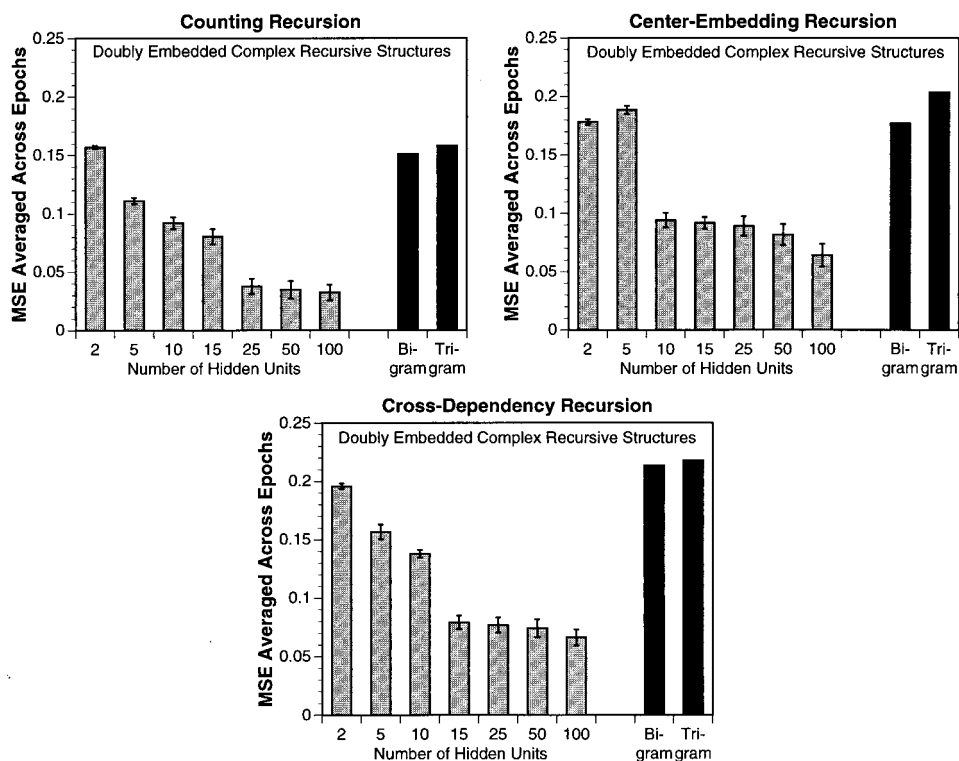 Counting Recursion
MSE Averaged Across Epochs
0.25
0.2
0.15
0.1
0.05
0
Doubly Embedded Complex Recursive Structures
2 5 10 15 25 50 100 Bi- Tri-
gram gram
Number of Hidden Units
Center-Embedding Recursion
MSE Averaged Across Epochs
0.25
0.2
0.15
0.1
0.05
0
Doubly Embedded Complex Recursive Structures
2 5 10 15 25 50 100 Bi- Tri-
gram gram
Number of Hidden Units
Cross-Dependency Recursion
MSE Averaged Across Epochs
0.25
0.2
0.15
0.1
0.05
0
Doubly Embedded Complex Recursive Structures
2 5 10 15 25 50 100 Bi- Tri-
gram gram
Number of Hidden Units